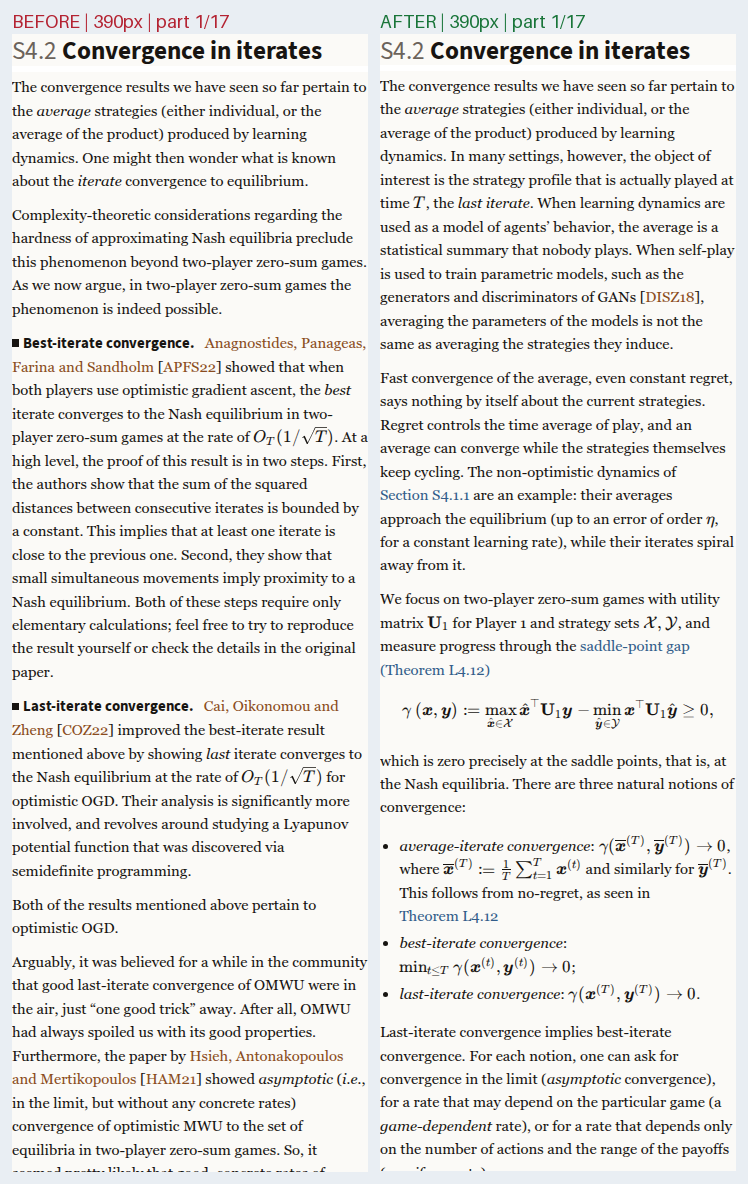 BEFORE | 390px | part 1/17
S4.2 Convergence in iterates
The convergence results we have seen so far pertain to
the average strategies (either individual, or the
average of the product) produced by learning
dynamics. One might then wonder what is known
about the iterate convergence to equilibrium.
Complexity-theoretic considerations regarding the
hardness of approximating Nash equilibria preclude
this phenomenon beyond two-player zero-sum games.
As we now argue, in two-player zero-sum games the
phenomenon is indeed possible.
■ Best-iterate convergence. Anagnostides, Panageas,
Farina and Sandholm [APFS22] showed that when
both players use optimistic gradient ascent, the best
iterate converges to the Nash equilibrium in two-
player zero-sum games at the rate of O_T(1/√T). At a
high level, the proof of this result is in two steps. First,
the authors show that the sum of the squared
distances between consecutive iterates is bounded by
a constant. This implies that at least one iterate is
close to the previous one. Second, they show that
small simultaneous movements imply proximity to a
Nash equilibrium. Both of these steps require only
elementary calculations; feel free to try to reproduce
the result yourself or check the details in the original
paper.
■ Last-iterate convergence. Cai, Oikonomou and
Zheng [COZ22] improved the best-iterate result
mentioned above by showing last iterate converges to
the Nash equilibrium at the rate of O_T(1/√T) for
optimistic OGD. Their analysis is significantly more
involved, and revolves around studying a Lyapunov
potential function that was discovered via
semidefinite programming.
Both of the results mentioned above pertain to
optimistic OGD.
Arguably, it was believed for a while in the community
that good last-iterate convergence of OMWU were in
the air, just “one good trick” away. After all, OMWU
had always spoiled us with its good properties.
Furthermore, the paper by Hsieh, Antonakopoulos
and Mertikopoulos [HAM21] showed asymptotic (i.e.,
in the limit, but without any concrete rates)
convergence of optimistic MWU to the set of
equilibria in two-player zero-sum games. So, it
AFTER | 390px | part 1/17
S4.2 Convergence in iterates
The convergence results we have seen so far pertain to
the average strategies (either individual, or the
average of the product) produced by learning
dynamics. In many settings, however, the object of
interest is the strategy profile that is actually played at
time T, the last iterate. When learning dynamics are
used as a model of agents’ behavior, the average is a
statistical summary that nobody plays. When self-play
is used to train parametric models, such as the
generators and discriminators of GANs [DISZ18],
averaging the parameters of the models is not the
same as averaging the strategies they induce.
Fast convergence of the average, even constant regret,
says nothing by itself about the current strategies.
Regret controls the time average of play, and an
average can converge while the strategies themselves
keep cycling. The non-optimistic dynamics of
Section S4.1.1 are an example: their averages
approach the equilibrium (up to an error of order η,
for a constant learning rate), while their iterates spiral
away from it.
We focus on two-player zero-sum games with utility
matrix U₁ for Player 1 and strategy sets 𝒳, 𝒴, and
measure progress through the saddle-point gap
(Theorem L4.12)
γ (x, y) := max_{x̂∈𝒳} x̂^⊤ U₁y − min_{ŷ∈𝒴} x^⊤ U₁ŷ ≥ 0,
which is zero precisely at the saddle points, that is, at
the Nash equilibria. There are three natural notions of
convergence:
• average-iterate convergence: γ(x̅^(T), y̅^(T)) → 0,
where x̅^(T) := 1/T ∑_{t=1}^T x^(t) and similarly for y̅^(T).
This follows from no-regret, as seen in
Theorem L4.12
• best-iterate convergence:
min_{t≤T} γ(x^(t), y^(t)) → 0;
• last-iterate convergence: γ(x^(T), y^(T)) → 0.
Last-iterate convergence implies best-iterate
convergence. For each notion, one can ask for
convergence in the limit (asymptotic convergence),
for a rate that may depend on the particular game (a
game-dependent rate), or for a rate that depends only
on the number of actions and the range of the payoffs